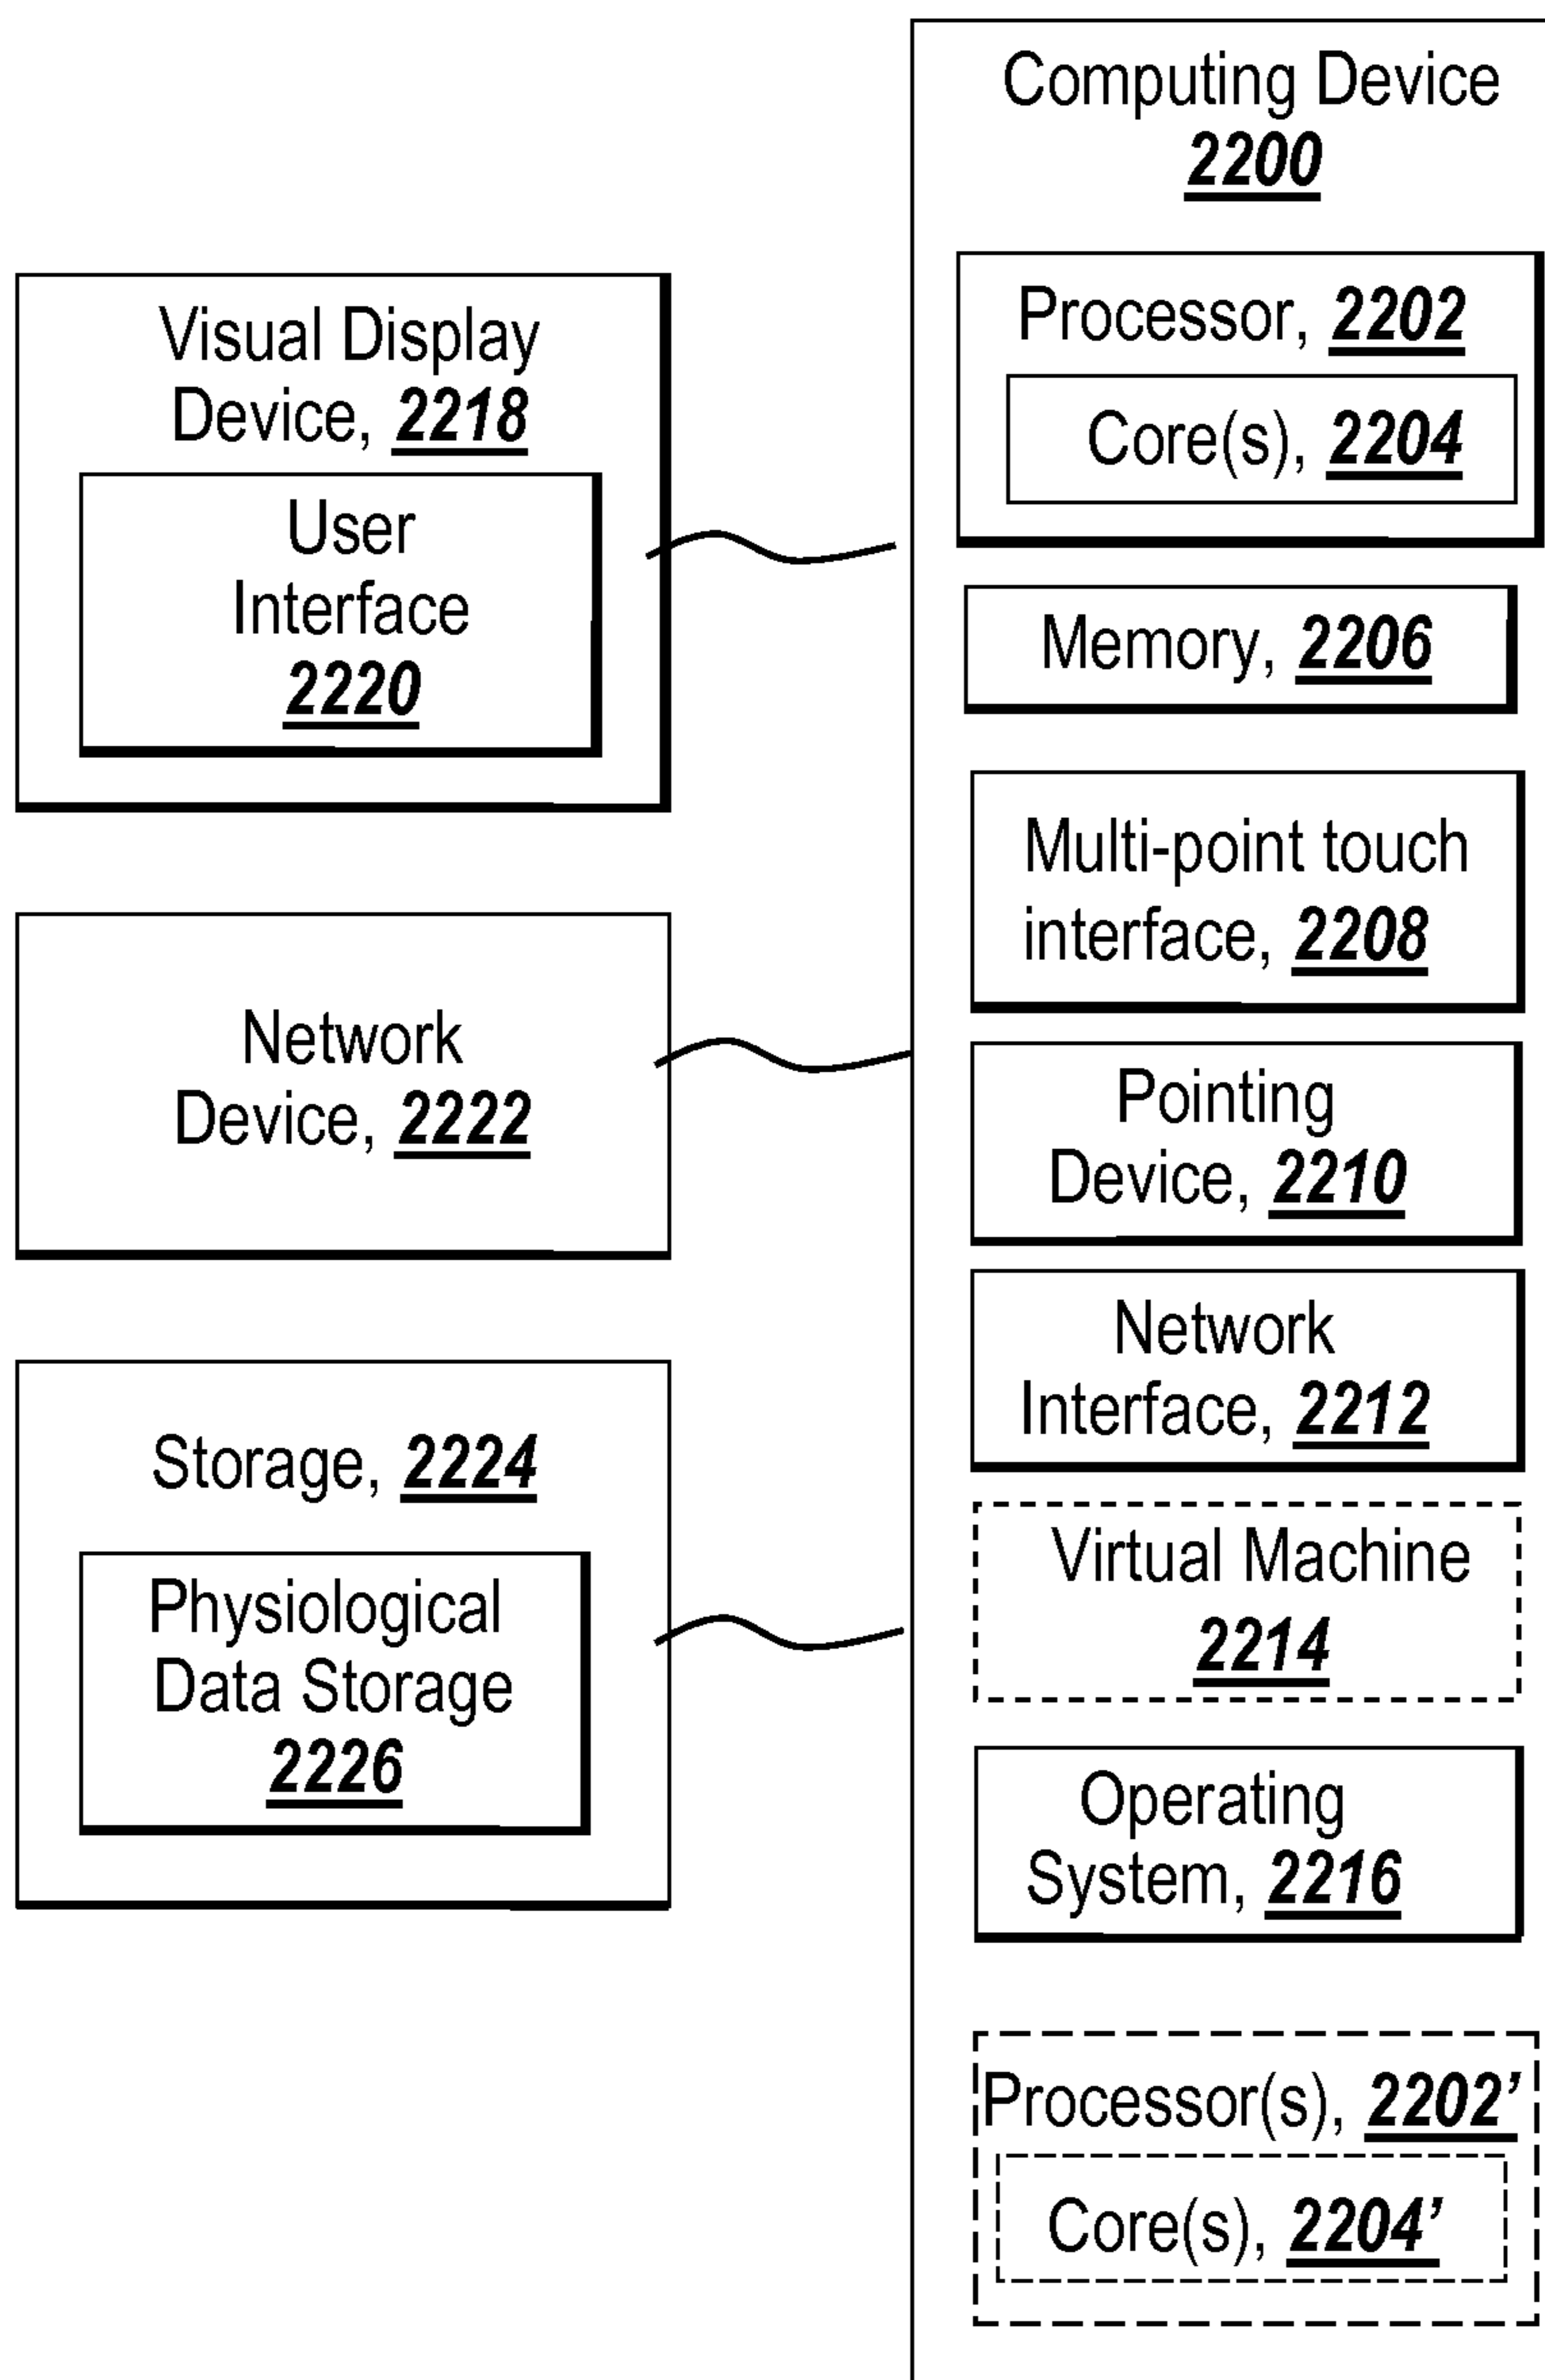 Computing Device
2200
Visual Display
Device, 2218
User
Interface
2220
Network
Device, 2222
Storage, 2224
Physiological
Data Storage
2226
Processor, 2202
Core(s), 2204
Memory, 2206
Multi-point touch
interface, 2208
Pointing
Device, 2210
Network
Interface, 2212
Virtual Machine
2214
Operating
System, 2216
Processor(s), 2202’
Core(s), 2204’